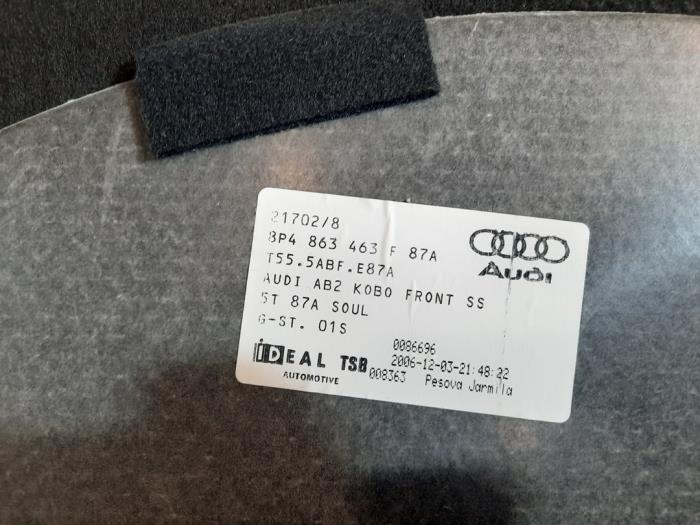 21702/8
8P4 863 463 F 87A
T55.5ABF.E87A
AUDI AB2 KOBO FRONT SS
5T 87A SOUL
G-ST. 01S
Audi
IDEAL TSB
AUTOMOTIVE
0086696
2006-12-03-21:48:22
008363 Pesova Jarmila